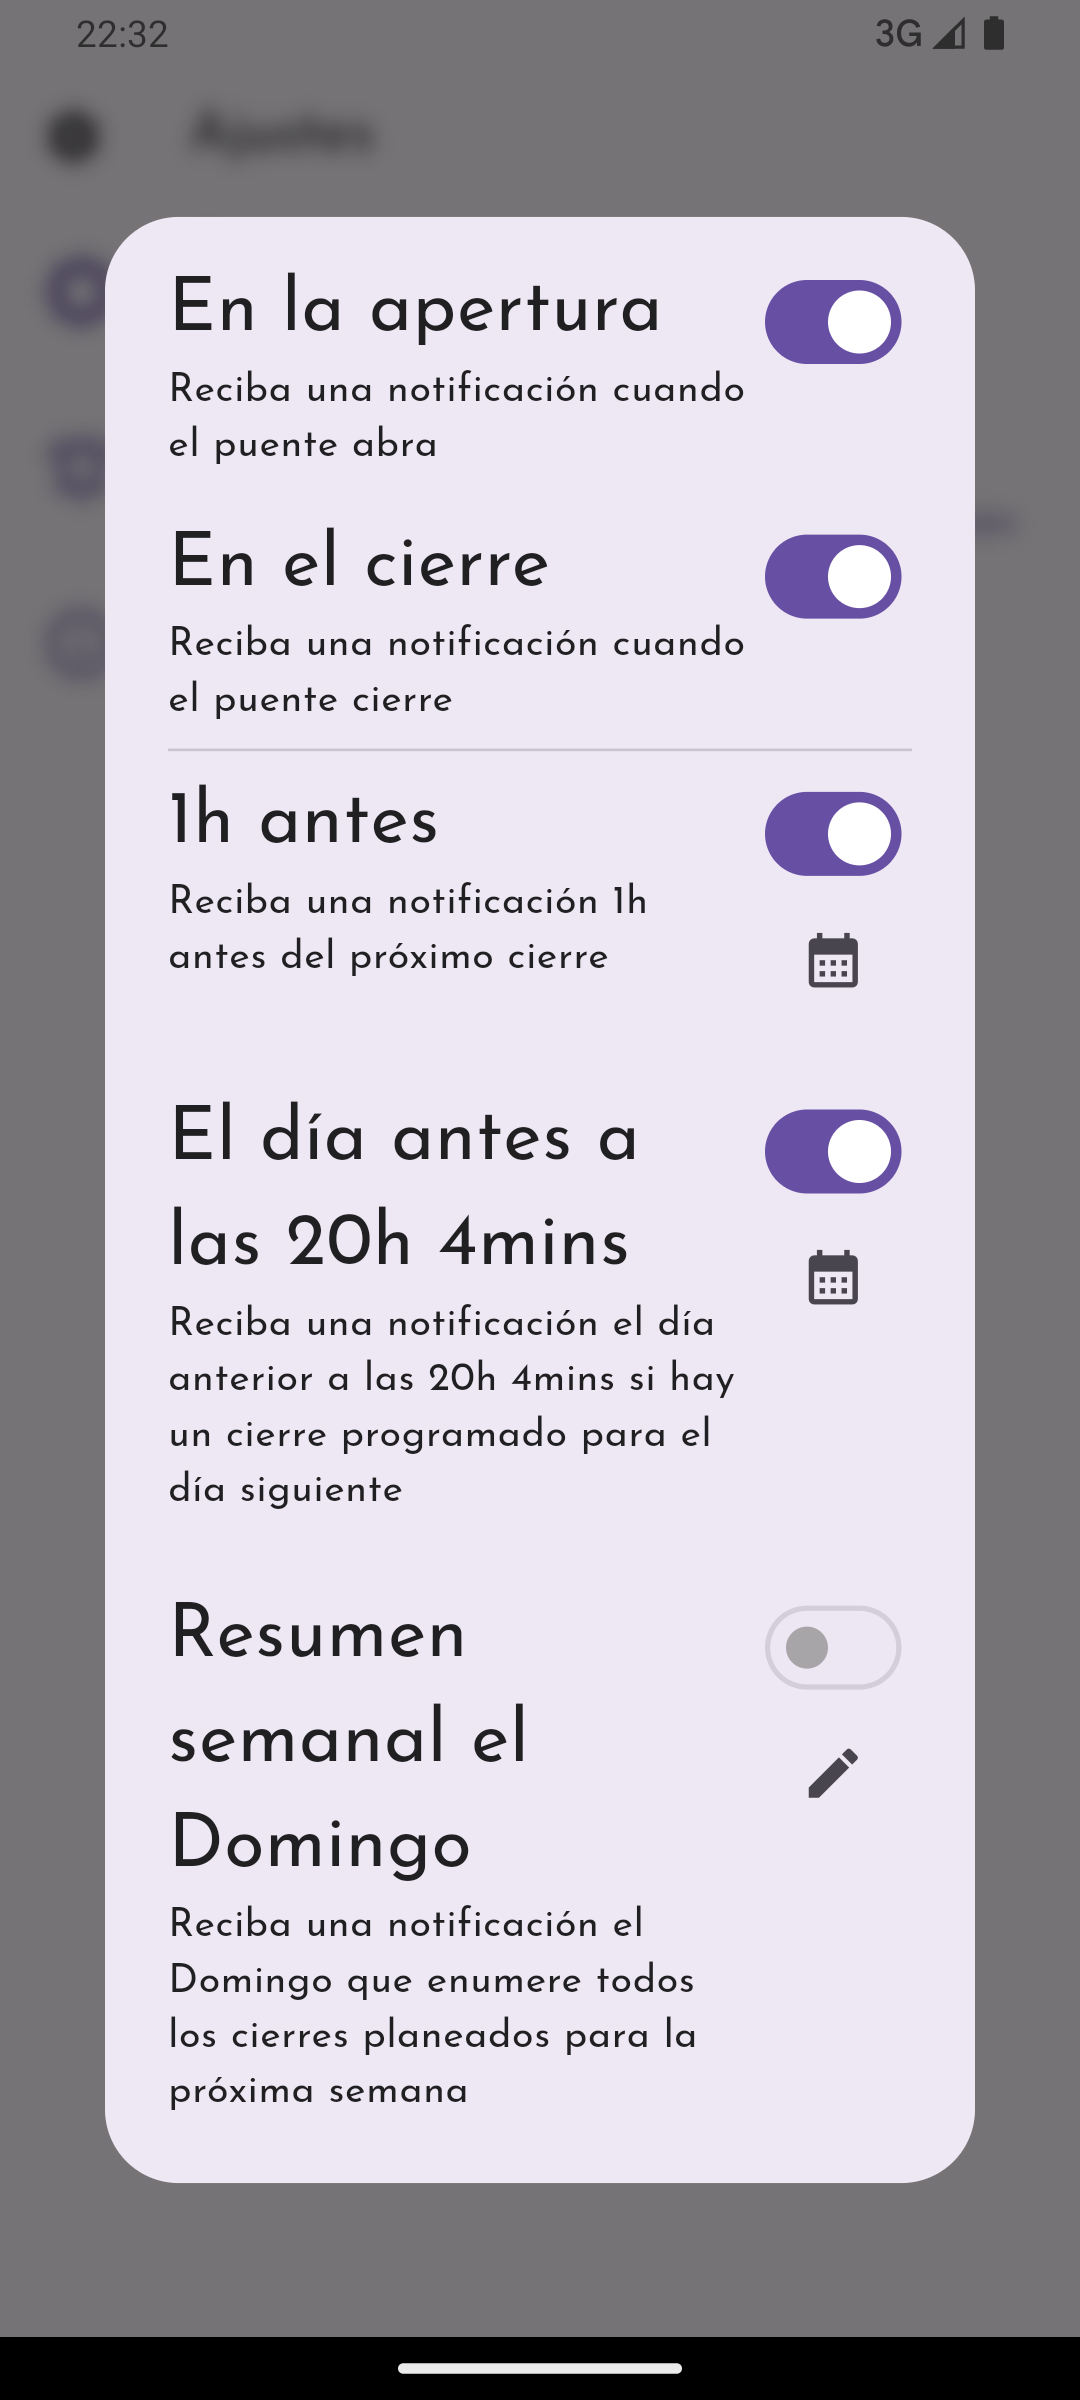 22:32
3G
Ajustes
En la apertura
Reciba una notificación cuando
el puente abra
En el cierre
Reciba una notificación cuando
el puente cierre
1h antes
Reciba una notificación 1h
antes del próximo cierre
El día antes a
las 20h 4mins
Reciba una notificación el día
anterior a las 20h 4mins si hay
un cierre programado para el
día siguiente
Resumen
semanal el
Domingo
Reciba una notificación el
Domingo que enumere todos
los cierres planeados para la
próxima semana